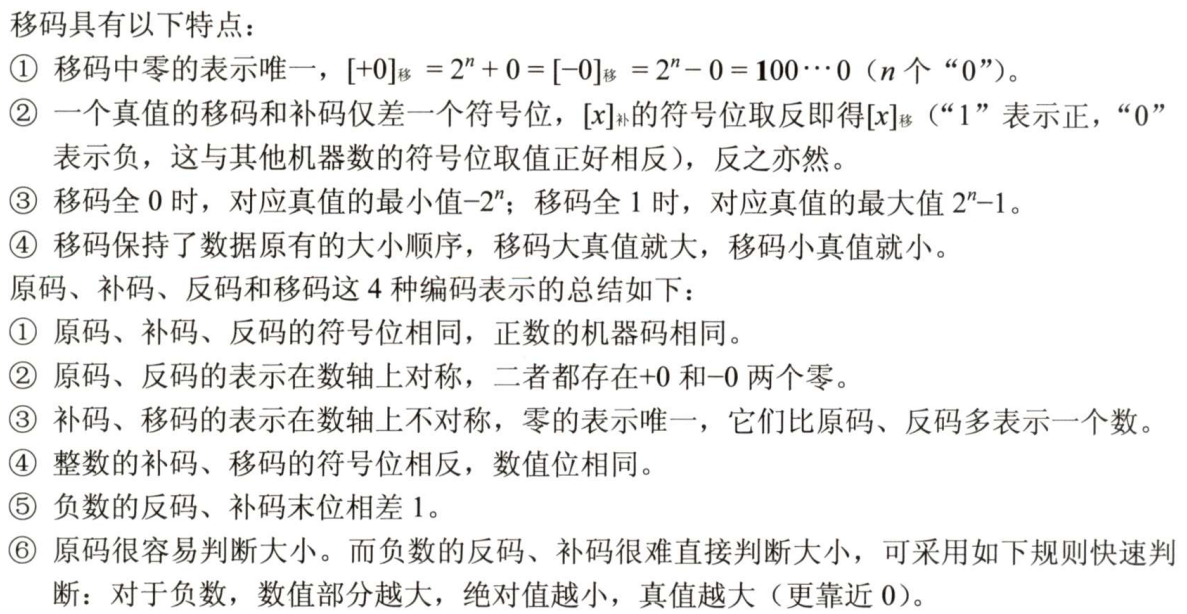 移码具有以下特点：
① 移码中零的表示唯一，[+0]移 = 2ⁿ + 0 = [−0]移 = 2ⁿ − 0 = 100⋯0（n 个“0”）。
② 一个真值的移码和补码仅差一个符号位，[x]补的符号位取反即得[x]移（“1”表示正，“0”
表示负，这与其他机器数的符号位取值正好相反），反之亦然。
③ 移码全 0 时，对应真值的最小值−2ⁿ；移码全 1 时，对应真值的最大值 2ⁿ−1。
④ 移码保持了数据原有的大小顺序，移码大真值就大，移码小真值就小。
原码、补码、反码和移码这 4 种编码表示的总结如下：
① 原码、补码、反码的符号位相同，正数的机器码相同。
② 原码、反码的表示在数轴上对称，二者都存在+0 和−0 两个零。
③ 补码、移码的表示在数轴上不对称，零的表示唯一，它们比原码、反码多表示一个数。
④ 整数的补码、移码的符号位相反，数值位相同。
⑤ 负数的反码、补码末位相差 1。
⑥ 原码很容易判断大小。而负数的反码、补码很难直接判断大小，可采用如下规则快速判
断：对于负数，数值部分越大，绝对值越小，真值越大（更靠近 0）。